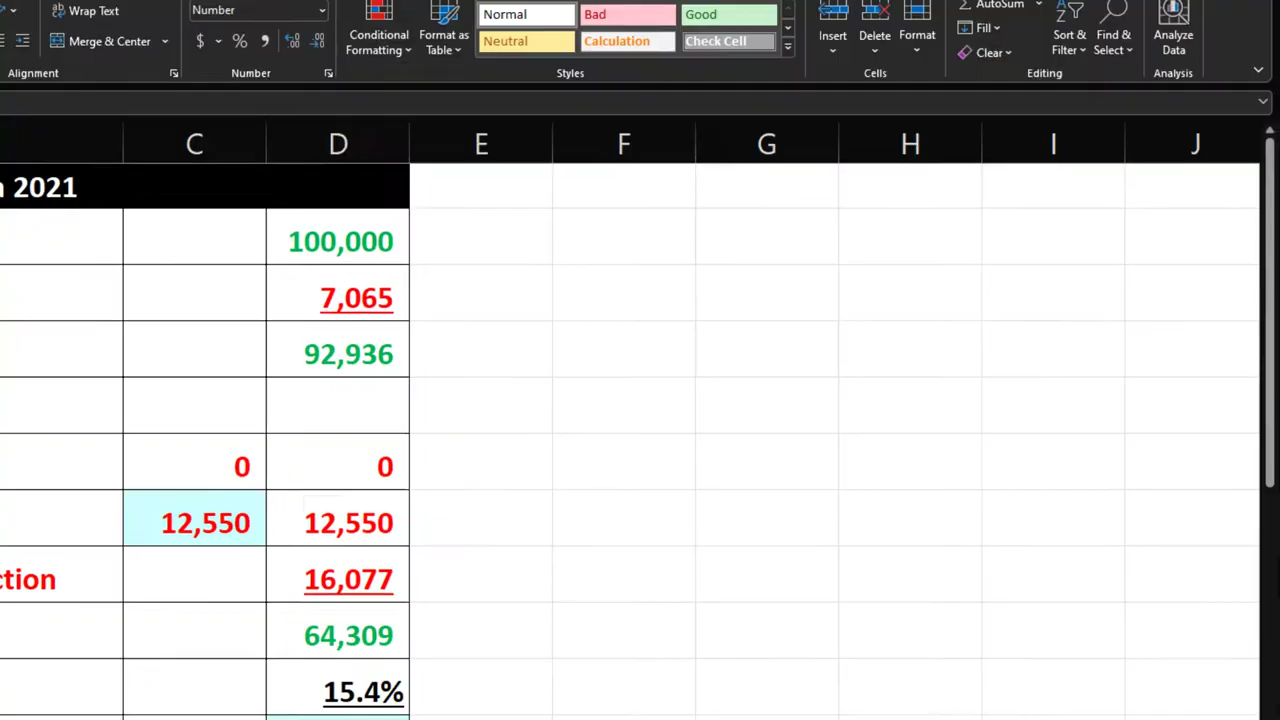 Wrap Text
Number
Merge & Center
$ % ,
Conditional Formatting
Format as Table
Normal
Bad
Good
Neutral
Calculation
Check Cell
Insert
Delete
Format
AutoSum
Fill
Clear
Sort & Filter
Find & Select
Analyze Data
Alignment
Number
Styles
Cells
Editing
Analysis
C D E F G H I J
2021
100,000
7,065
92,936
0 0
12,550 12,550
ction 16,077
64,309
15.4%